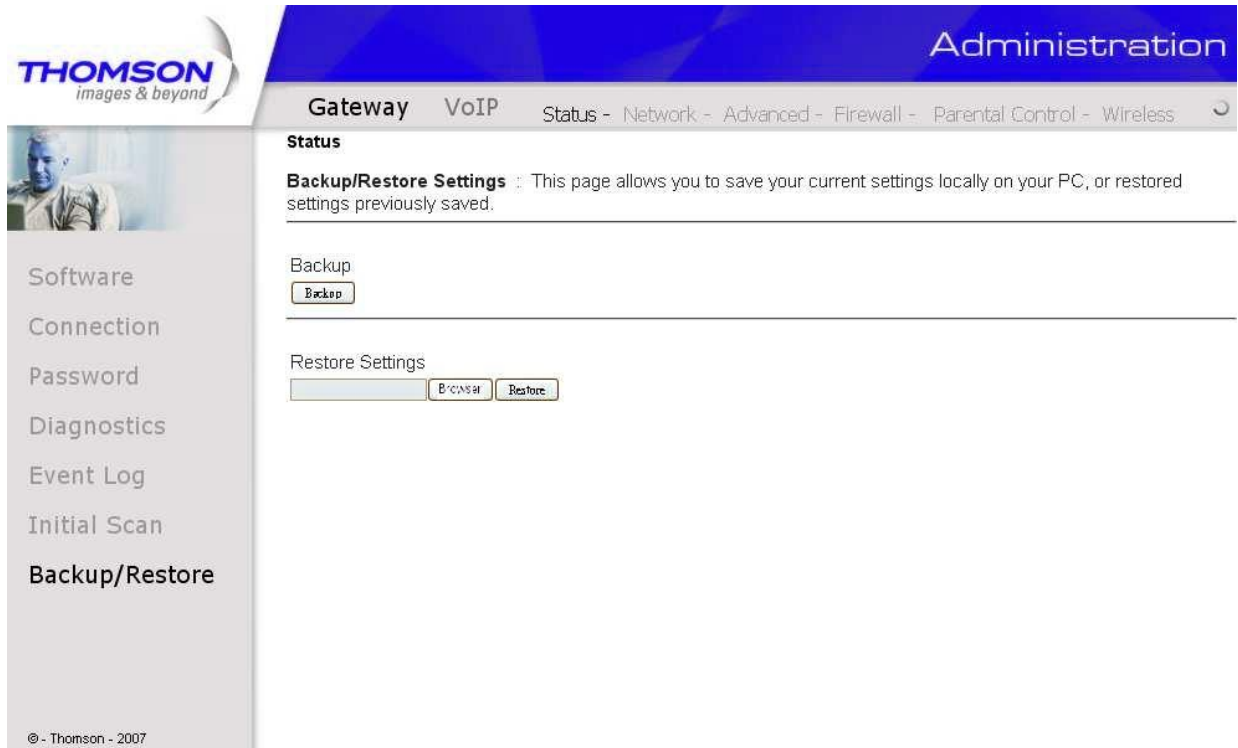 THOMSON
images & beyond
Administration
Gateway VoIP Status - Network - Advanced - Firewall - Parental Control - Wireless
Status
Backup/Restore Settings : This page allows you to save your current settings locally on your PC, or restored
settings previously saved.
Software
Connection
Password
Diagnostics
Event Log
Initial Scan
Backup/Restore
Backup
Backup
Restore Settings
Browser Restore
© - Thomson - 2007